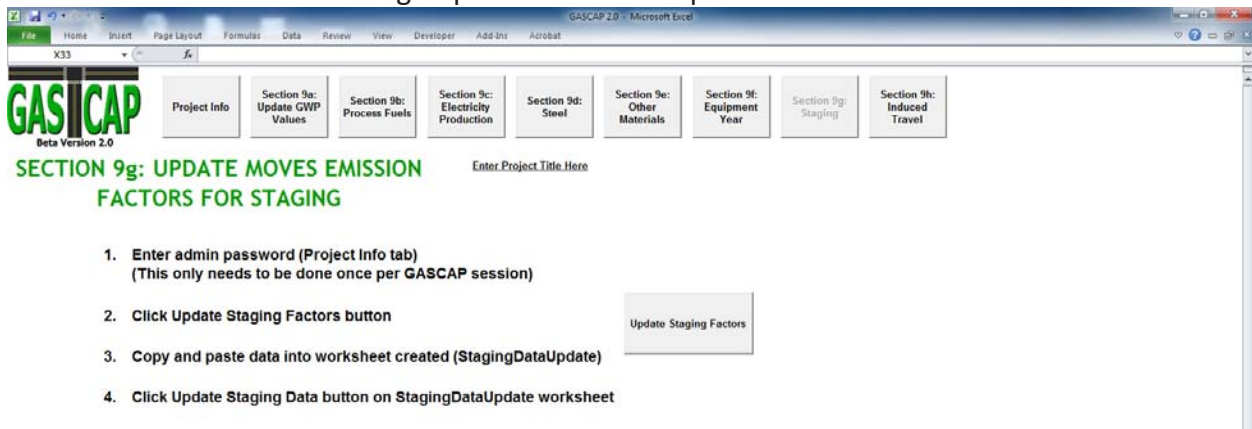 GASCAP 2.0 - Microsoft Excel
File Home Insert Page Layout Formulas Data Review View Developer Add-Ins Acrobat
X33 fx
GAS CAP
Beta Version 2.0
Project Info
Section 9a:
Update GWP
Values
Section 9b:
Process Fuels
Section 9c:
Electricity
Production
Section 9d:
Steel
Section 9e:
Other
Materials
Section 9f:
Equipment
Year
Section 9g:
Staging
Section 9h:
Induced
Travel
SECTION 9g: UPDATE MOVES EMISSION
FACTORS FOR STAGING
Enter Project Title Here
1. Enter admin password (Project Info tab)
(This only needs to be done once per GASCAP session)
2. Click Update Staging Factors button
Update Staging Factors
3. Copy and paste data into worksheet created (StagingDataUpdate)
4. Click Update Staging Data button on StagingDataUpdate worksheet